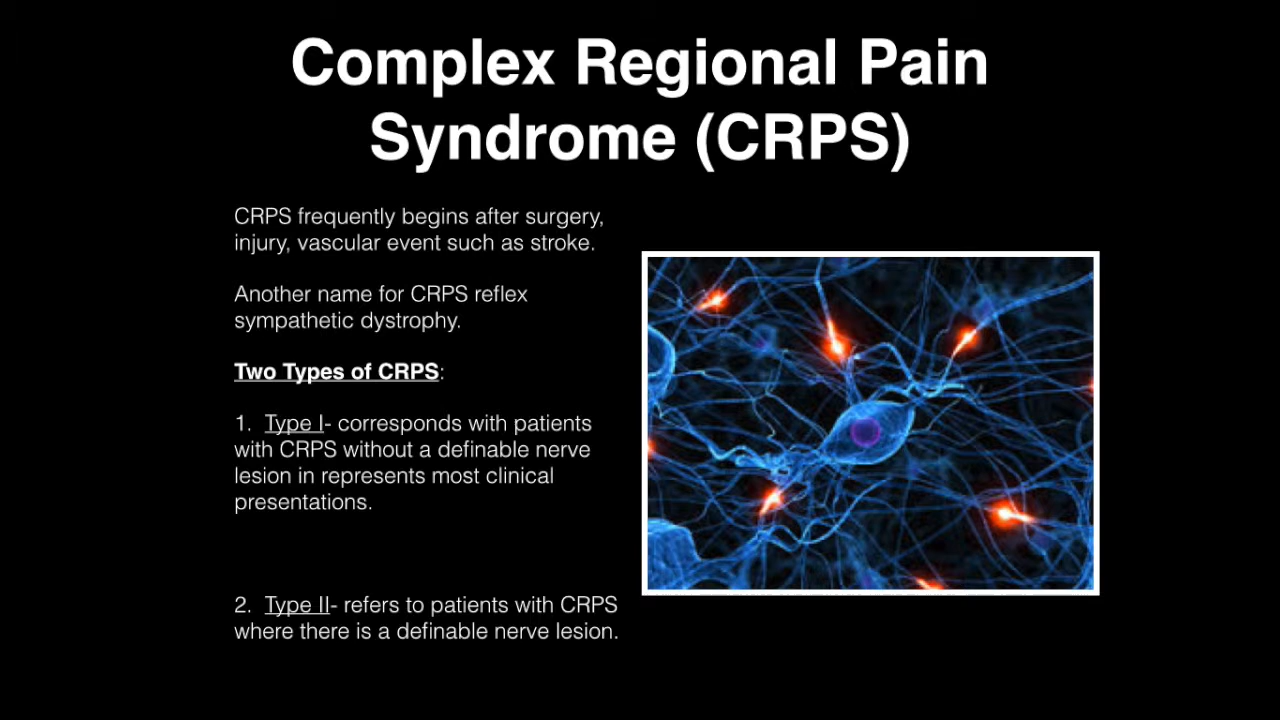 Complex Regional Pain
Syndrome (CRPS)
CRPS frequently begins after surgery,
injury, vascular event such as stroke.
Another name for CRPS reflex
sympathetic dystrophy.
Two Types of CRPS:
1. Type I- corresponds with patients
with CRPS without a definable nerve
lesion in represents most clinical
presentations.
2. Type II- refers to patients with CRPS
where there is a definable nerve lesion.